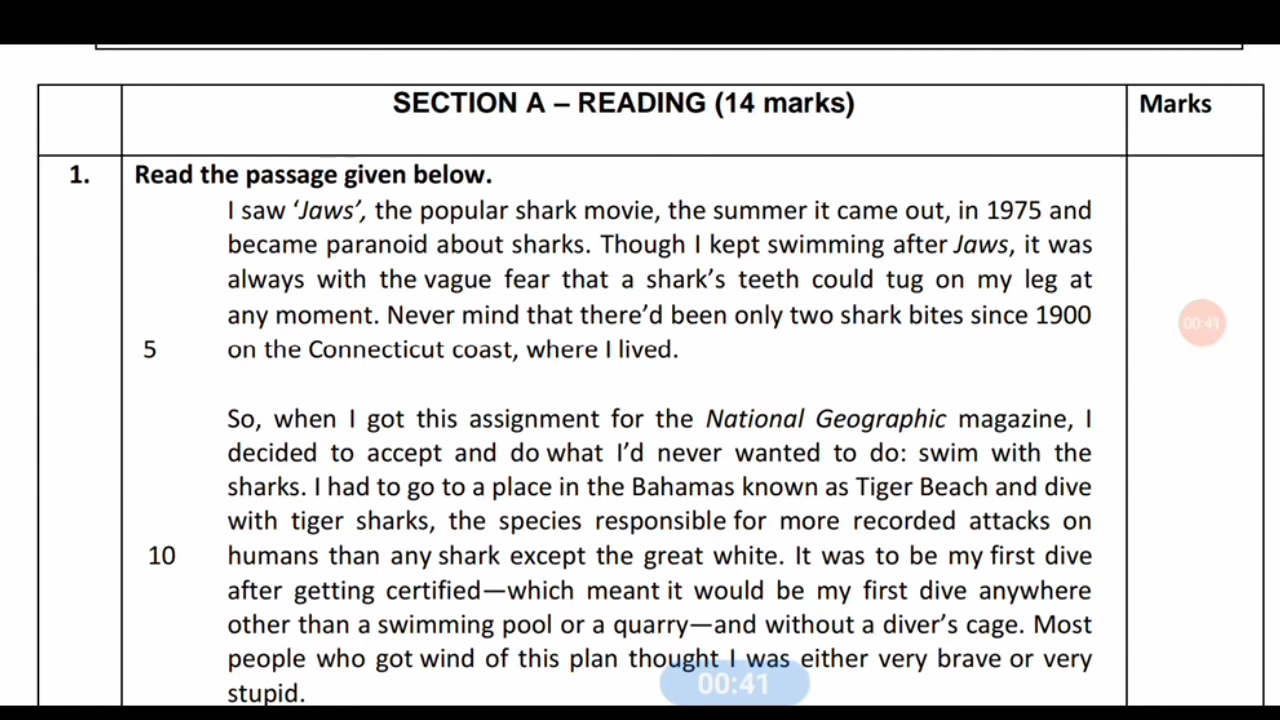 SECTION A – READING (14 marks)
Marks
1. Read the passage given below.
I saw ‘Jaws’, the popular shark movie, the summer it came out, in 1975 and
became paranoid about sharks. Though I kept swimming after Jaws, it was
always with the vague fear that a shark’s teeth could tug on my leg at
any moment. Never mind that there’d been only two shark bites since 1900
5 on the Connecticut coast, where I lived.
So, when I got this assignment for the National Geographic magazine, I
decided to accept and do what I’d never wanted to do: swim with the
sharks. I had to go to a place in the Bahamas known as Tiger Beach and dive
with tiger sharks, the species responsible for more recorded attacks on
10 humans than any shark except the great white. It was to be my first dive
after getting certified—which meant it would be my first dive anywhere
other than a swimming pool or a quarry—and without a diver’s cage. Most
people who got wind of this plan thought I was either very brave or very
stupid.
00:41
00:41